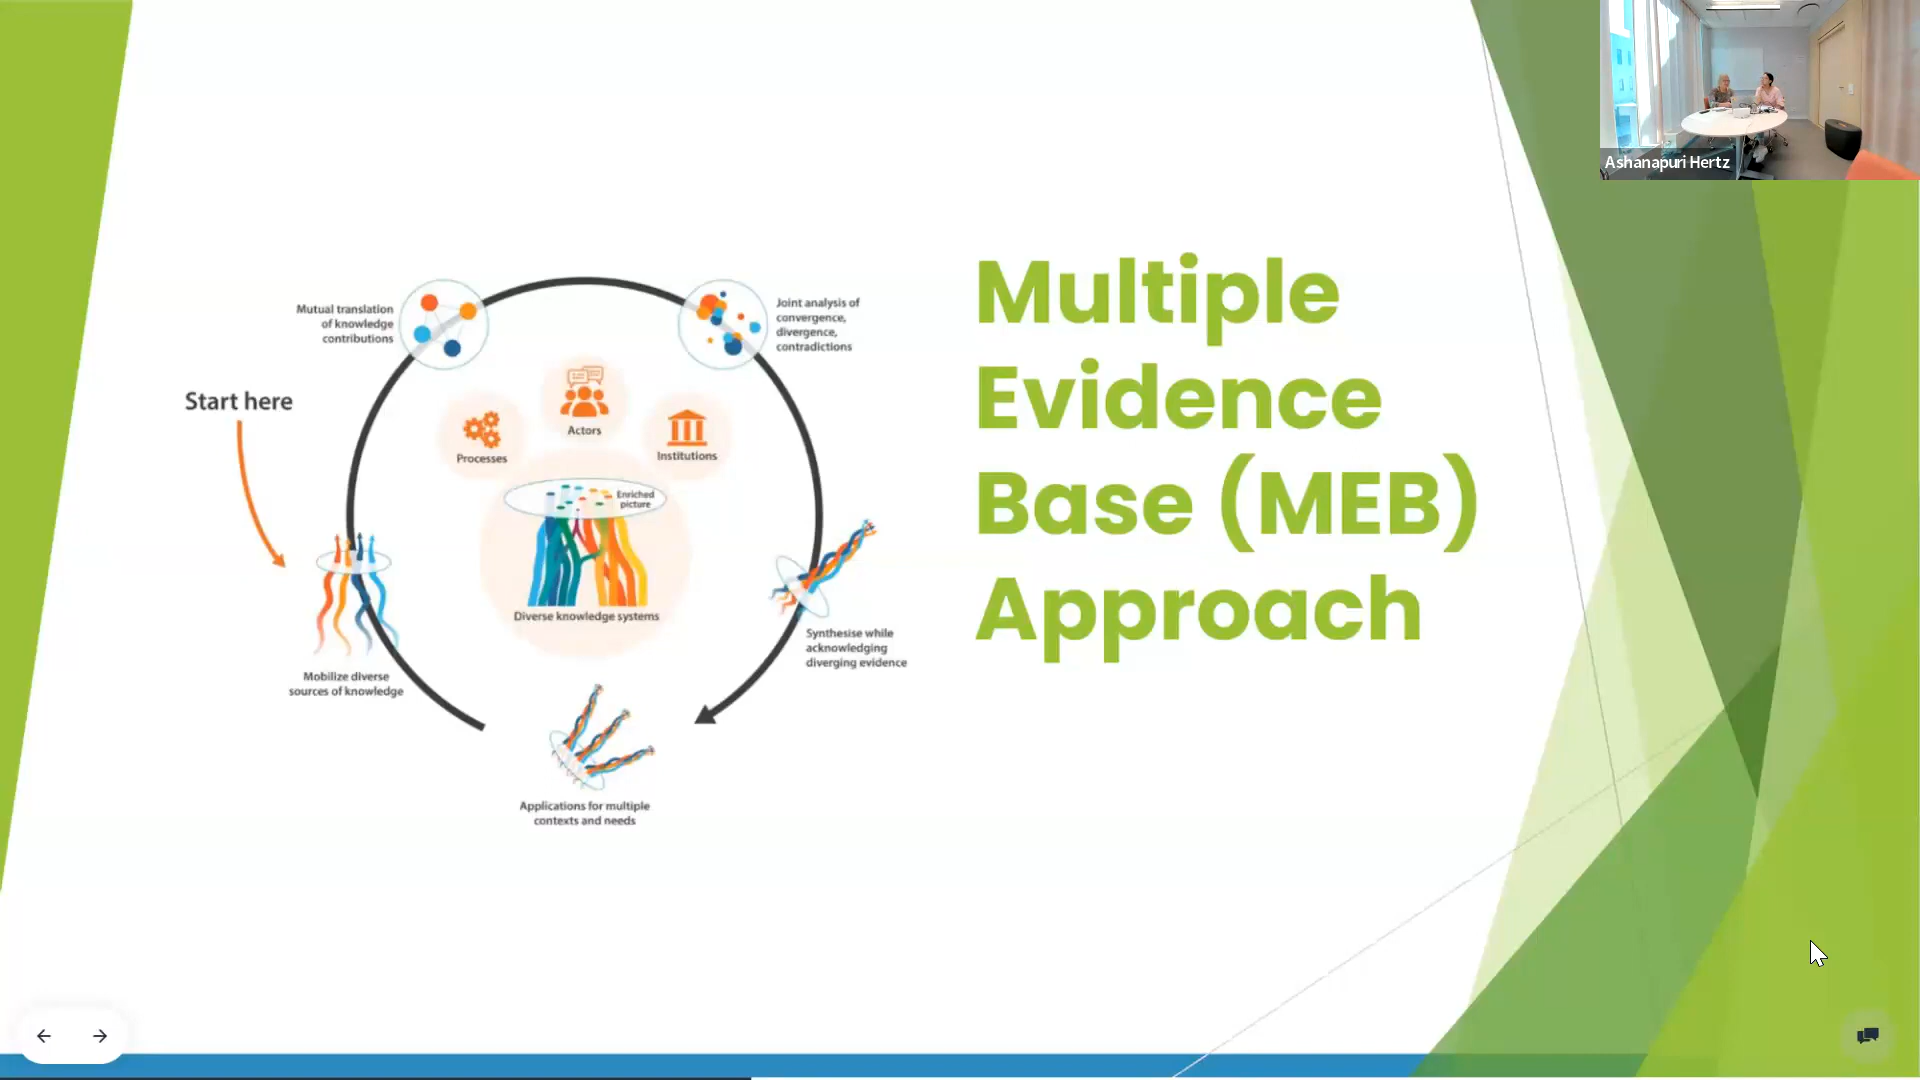 Ashanapuri Hertz
Multiple
Evidence
Base (MEB)
Approach
Start here
Mobilize diverse
sources of knowledge
Mutual translation
of knowledge
contributions
Joint analysis of
convergence,
divergence,
contradictions
Synthesise while
acknowledging
diverging evidence
Applications for multiple
contexts and needs
Processes
Actors
Institutions
Enriched
picture
Diverse knowledge systems